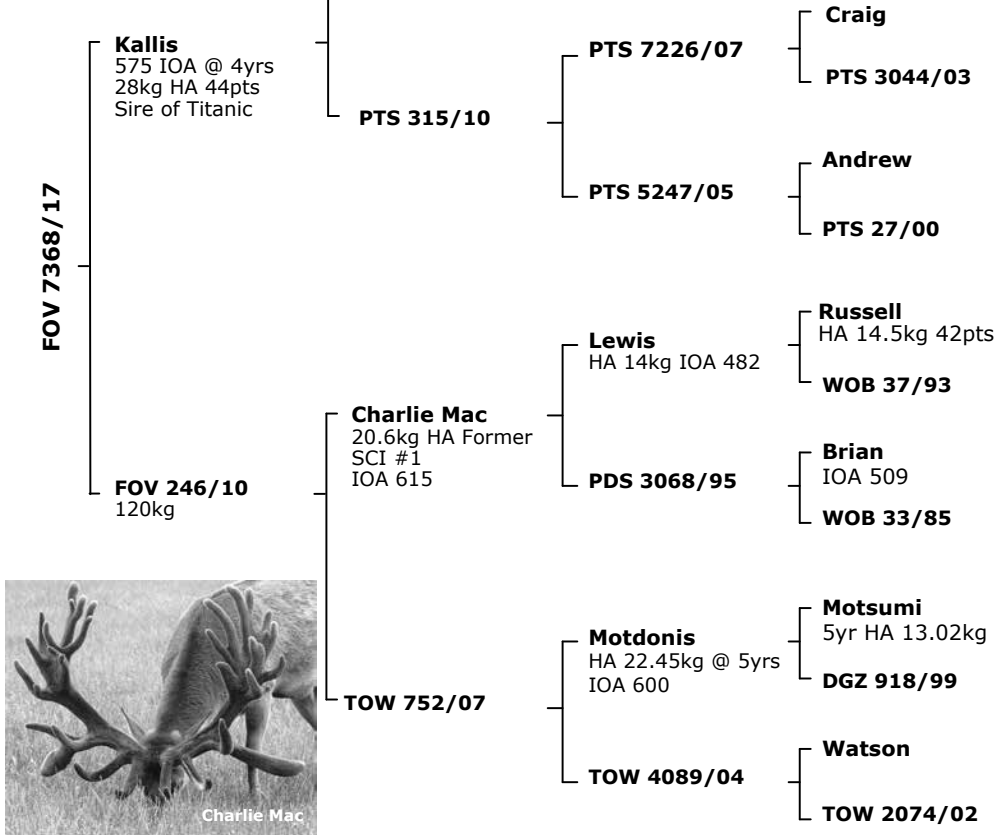 FOV 7368/17
Kallis
575 IOA @ 4yrs
28kg HA 44pts
Sire of Titanic
PTS 315/10
PTS 7226/07
Craig
PTS 3044/03
PTS 5247/05
Andrew
PTS 27/00
FOV 246/10
120kg
Charlie Mac
20.6kg HA Former
SCI #1
IOA 615
Lewis
HA 14kg IOA 482
Russell
HA 14.5kg 42pts
WOB 37/93
PDS 3068/95
Brian
IOA 509
WOB 33/85
TOW 752/07
Motdonis
HA 22.45kg @ 5yrs
IOA 600
Motsumi
5yr HA 13.02kg
DGZ 918/99
TOW 4089/04
Watson
TOW 2074/02
Charlie Mac